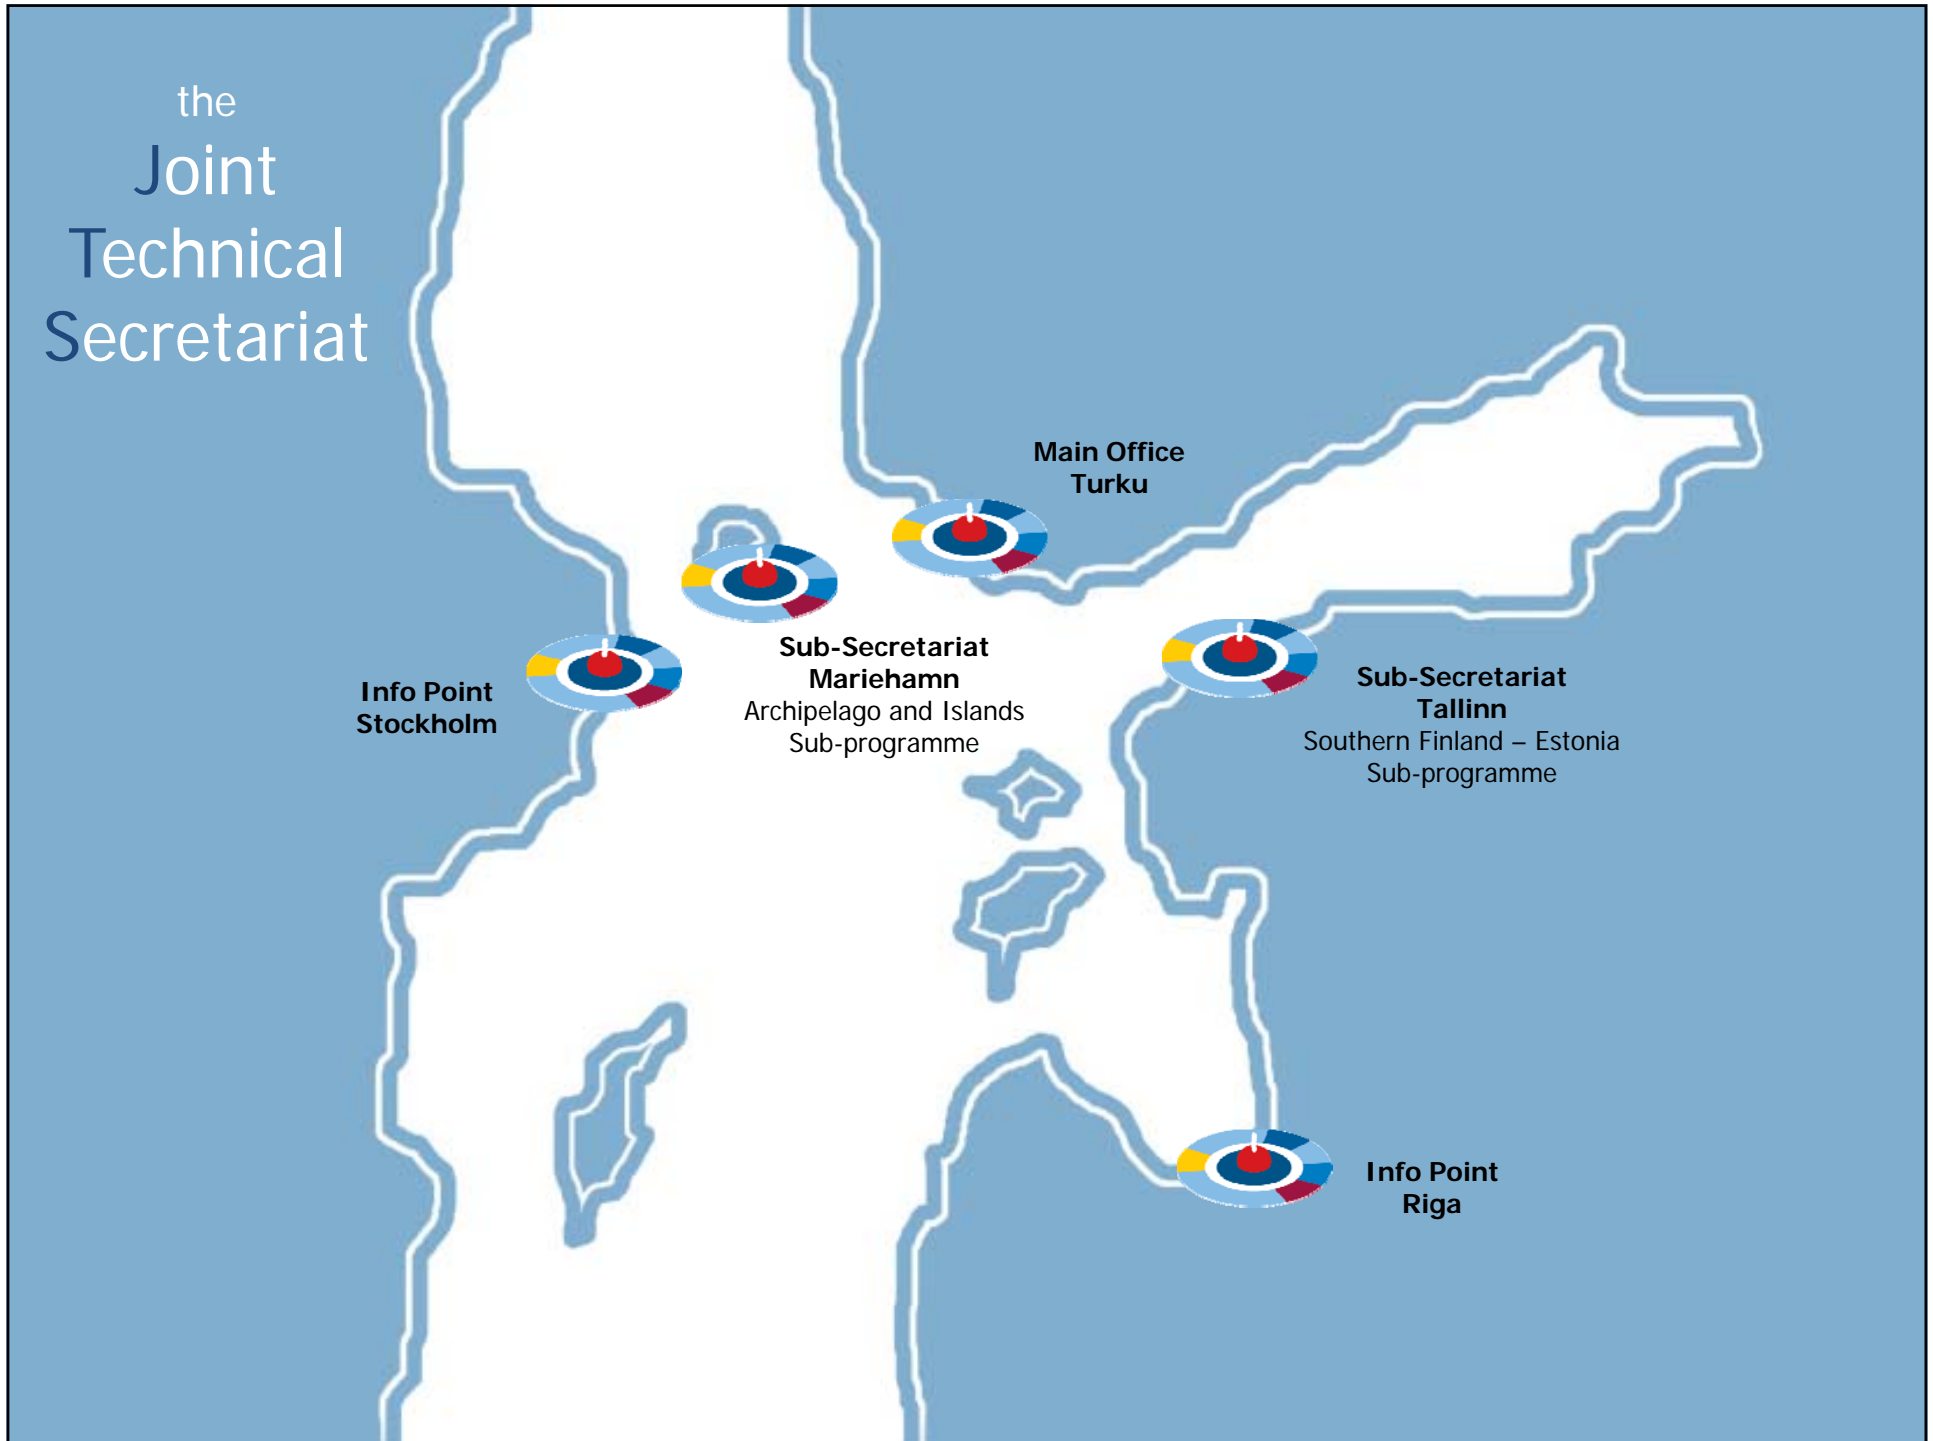 the
Joint
Technical
Secretariat
Main Office
Turku
Sub-Secretariat
Mariehamn
Archipelago and Islands
Sub-programme
Info Point
Stockholm
Sub-Secretariat
Tallinn
Southern Finland – Estonia
Sub-programme
Info Point
Riga